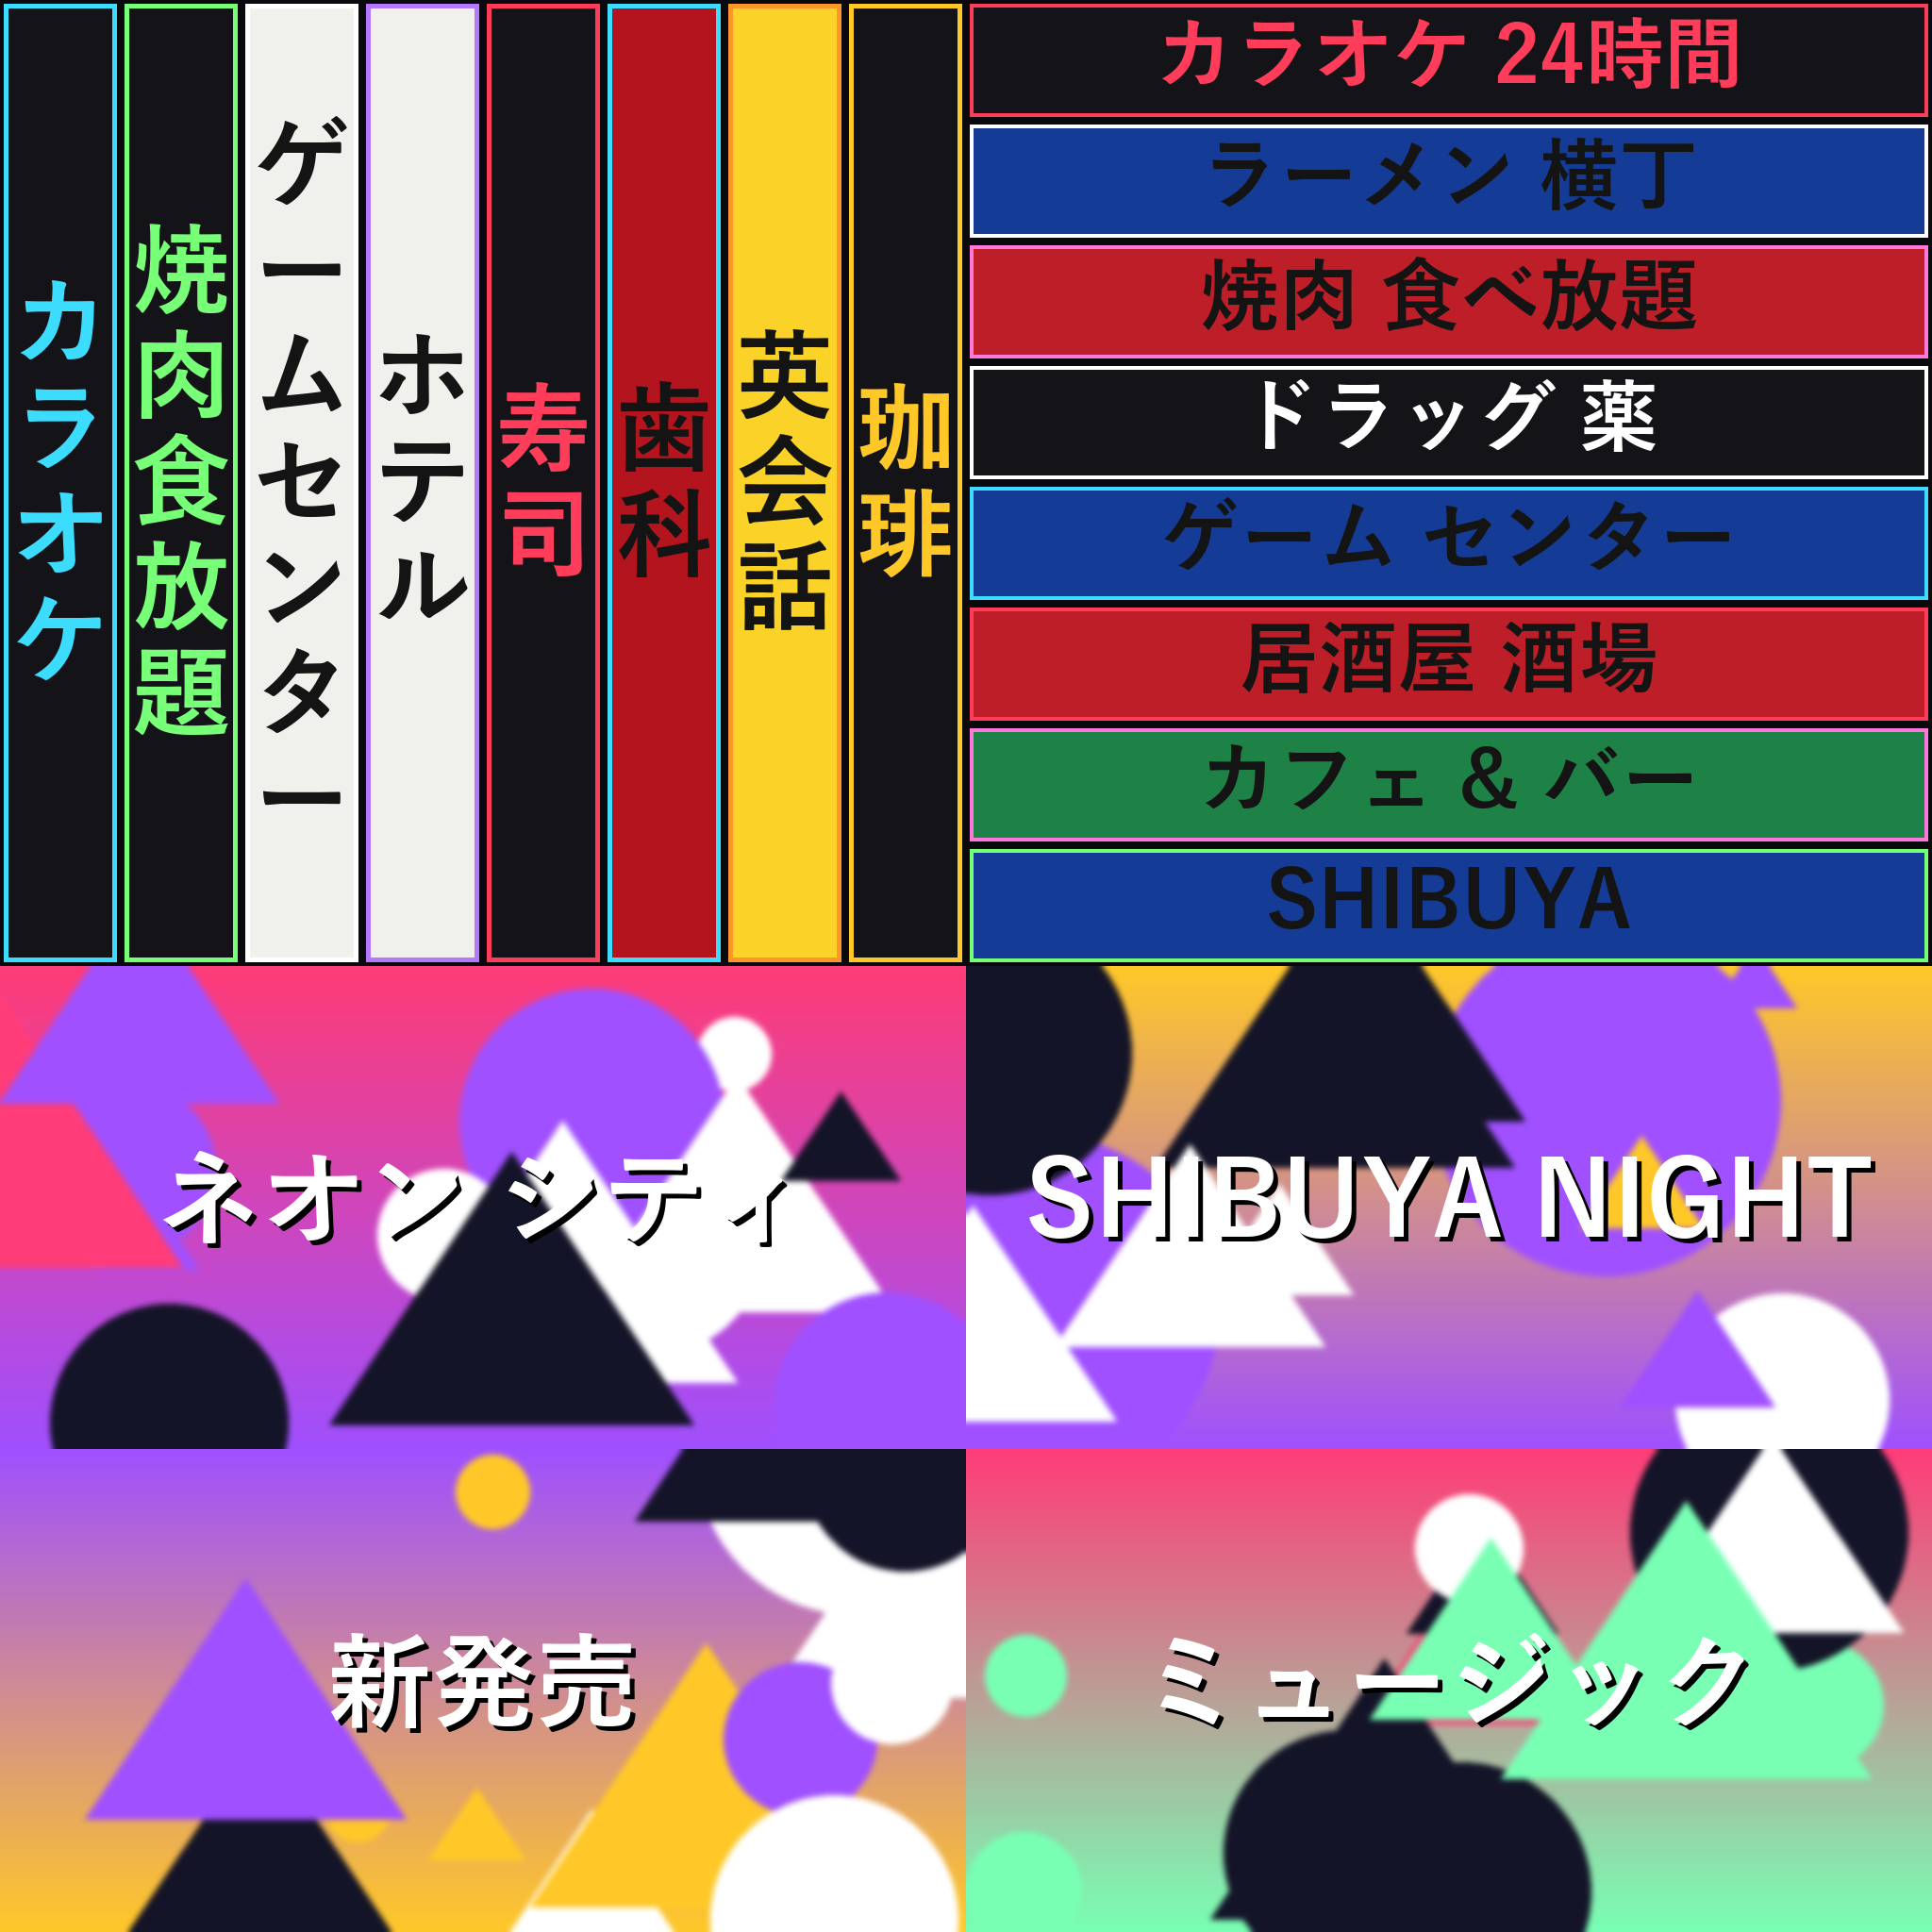 カラオケ
焼肉食放題
ゲームセンター
ホテル
寿司
歯科
英会話
珈琲
カラオケ 24時間
ラーメン 横丁
焼肉 食べ放題
ドラッグ 薬
ゲーム センター
居酒屋 酒場
カフェ & バー
SHIBUYA
ネオン シティ
SHIBUYA NIGHT
新発売
ミュージック